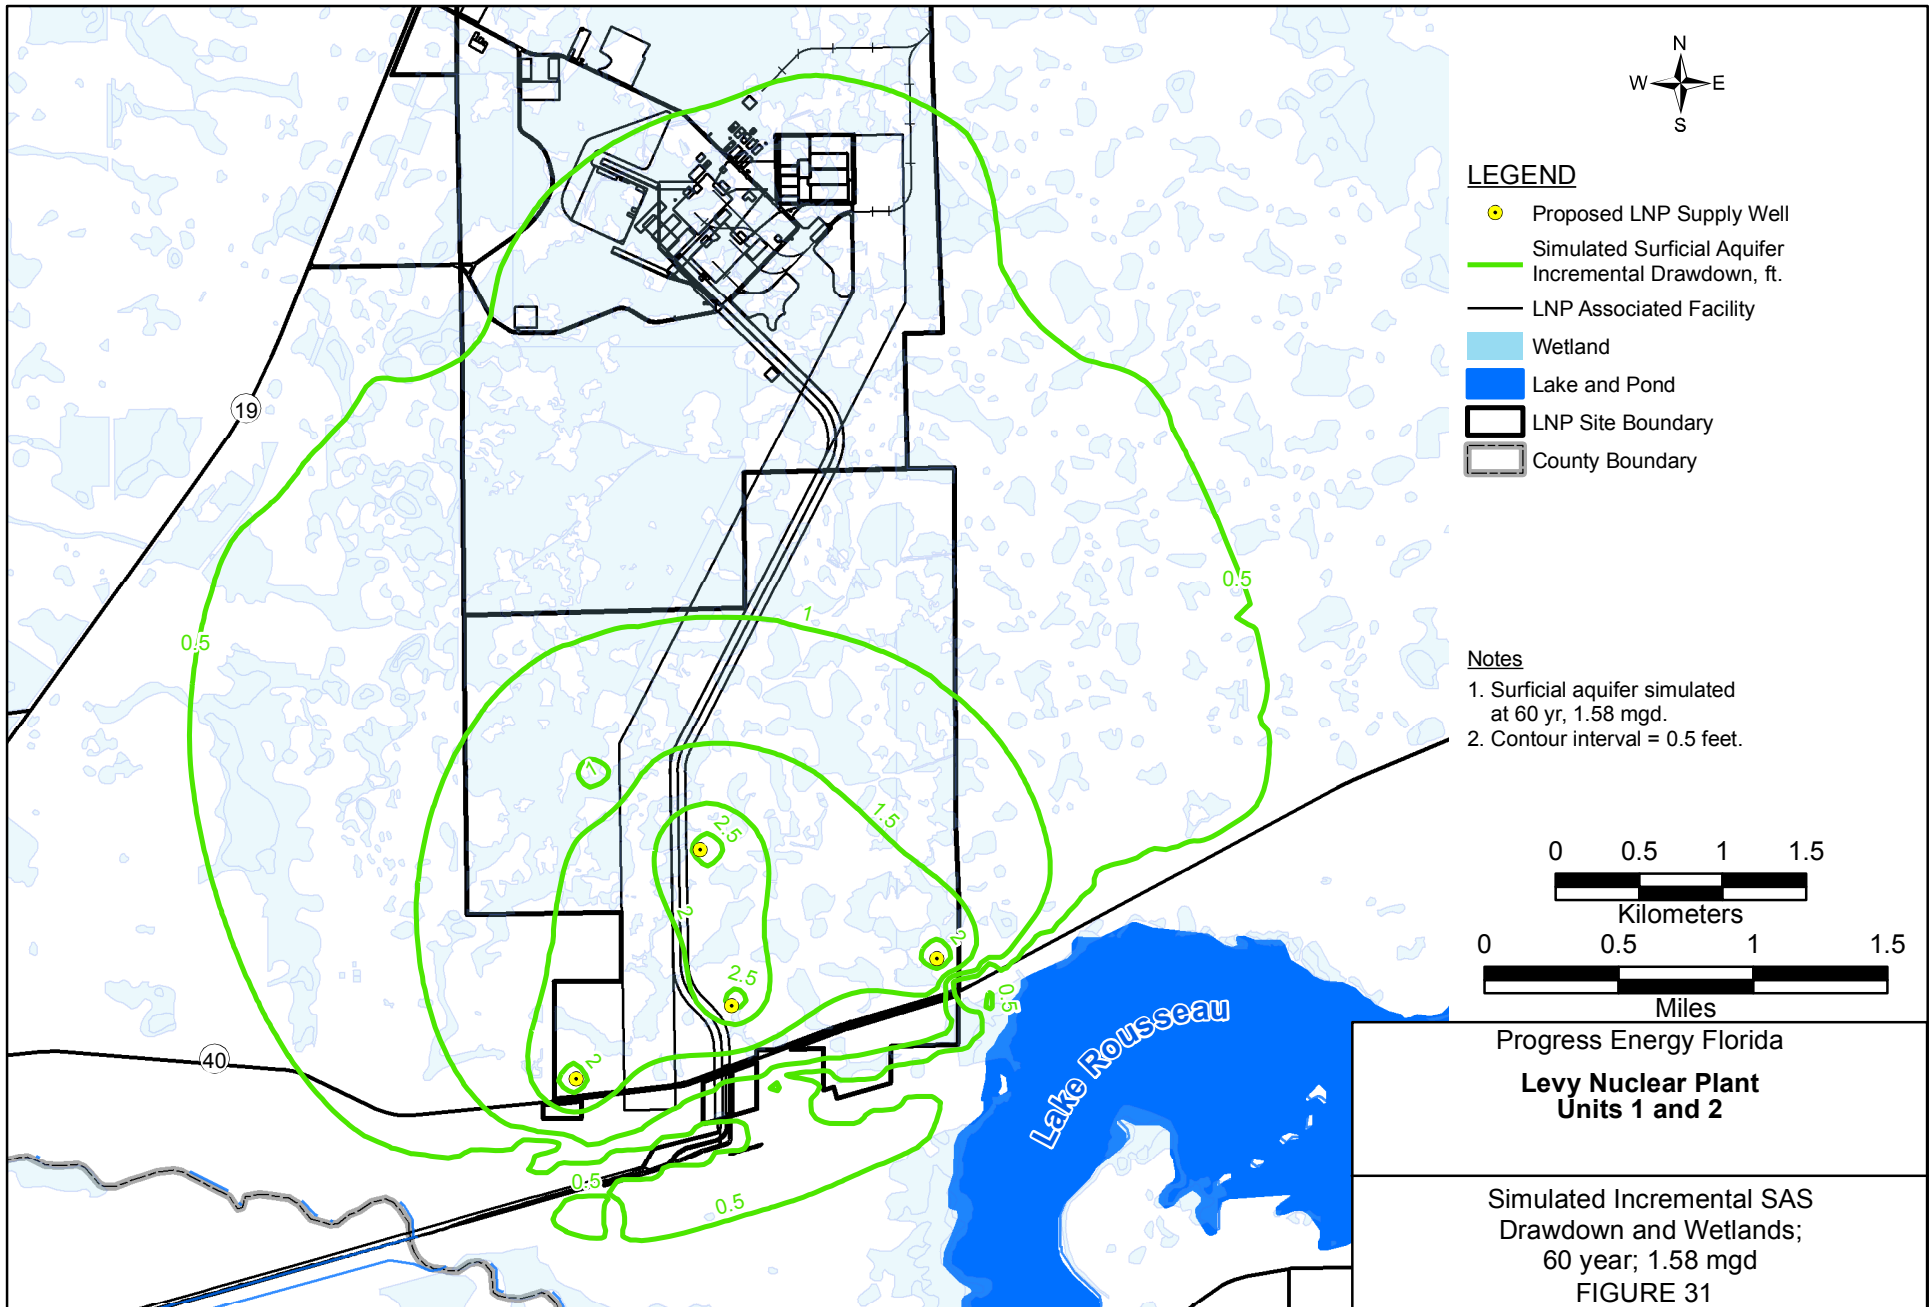 N
W E
S
LEGEND
Proposed LNP Supply Well
Simulated Surficial Aquifer
Incremental Drawdown, ft.
LNP Associated Facility
Wetland
Lake and Pond
LNP Site Boundary
County Boundary
Notes
1. Surficial aquifer simulated
at 60 yr, 1.58 mgd.
2. Contour interval = 0.5 feet.
0 0.5 1 1.5
Kilometers
0 0.5 1 1.5
Miles
Progress Energy Florida
Levy Nuclear Plant
Units 1 and 2
Simulated Incremental SAS
Drawdown and Wetlands;
60 year; 1.58 mgd
FIGURE 31
19
0.5
0.5
1
1
1.5
2.5
2
2
2.5
0.5
2
40
Lake Rousseau
0.5
0.5